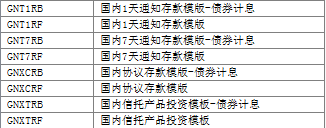 GNT1RB 国内1天通知存款模版-债券计息
GNT1RF 国内1天通知存款模版
GNT7RB 国内7天通知存款模版-债券计息
GNT7RF 国内7天通知存款模版
GNXCRB 国内协议存款模版-债券计息
GNXCRF 国内协议存款模版
GNXTRB 国内信托产品投资模板-债券计息
GNXTRF 国内信托产品投资模板